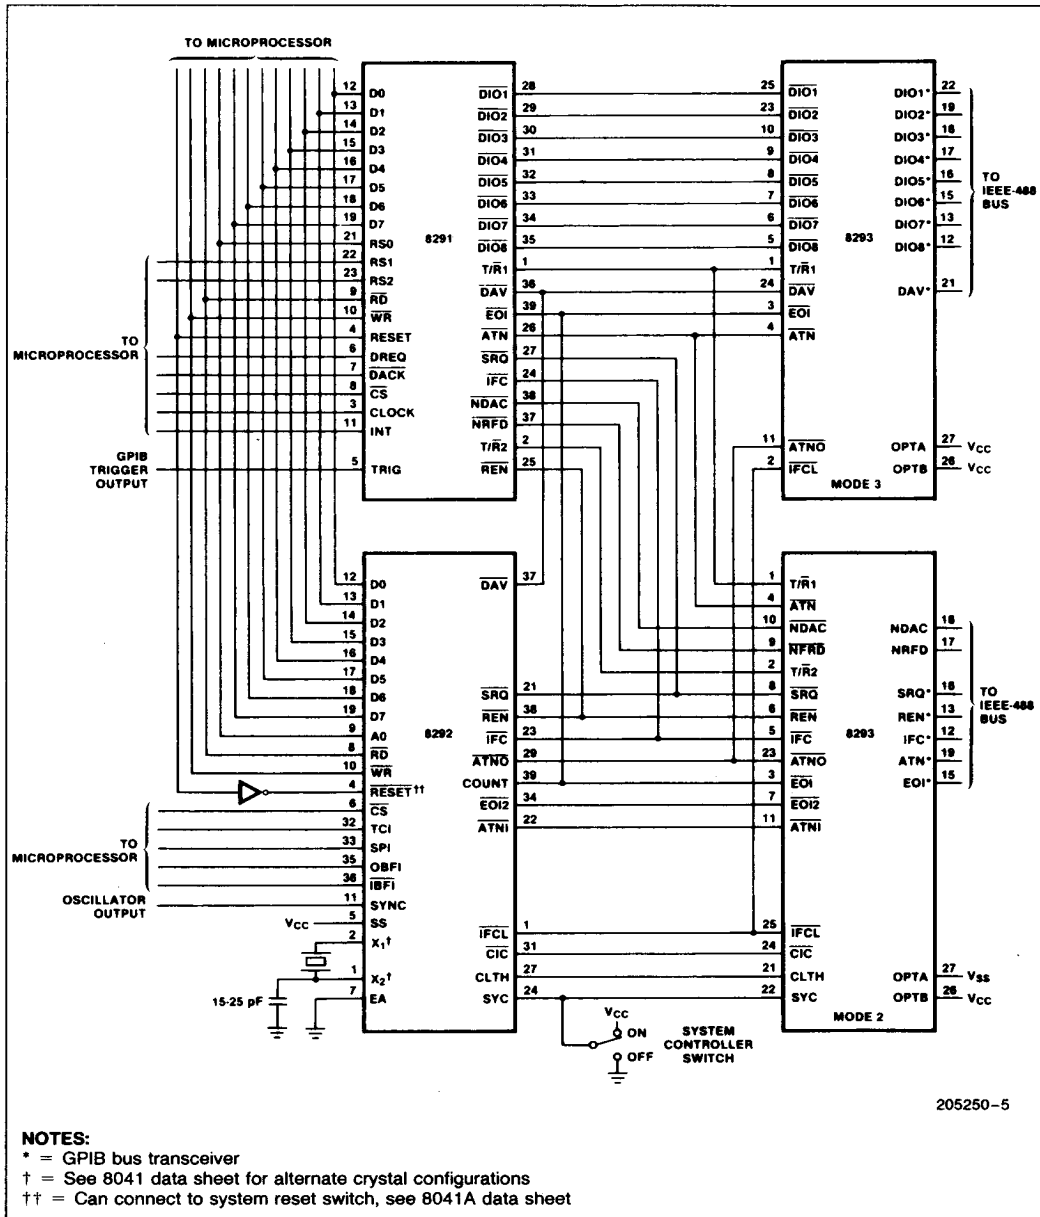 TO MICROPROCESSOR
12 D0
13 D1
14 D2
15 D3
16 D4
17 D5
18 D6
19 D7
21 RS0
22 RS1
23 RS2
9 RD
10 WR
4 RESET
6 DREQ
7 DACK
8 CS
3 CLOCK
11 INT
5 TRIG
TO
MICROPROCESSOR
GPIB
TRIGGER
OUTPUT
8291
DIO1 28
DIO2 29
DIO3 30
DIO4 31
DIO5 32
DIO6 33
DIO7 34
DIO8 35
T/R1 1
DAV 36
EOI 39
ATN 26
SRQ 27
IFC 24
NDAC 38
NRFD 37
T/R2 2
REN 25
25 DIO1
23 DIO2
10 DIO3
9 DIO4
8 DIO5
7 DIO6
6 DIO7
5 DIO8
1 T/R1
24 DAV
3 EOI
4 ATN
11 ATNO
2 IFCL
8293
DIO1* 22
DIO2* 19
DIO3* 18
DIO4* 17
DIO5* 16
DIO6* 15
DIO7* 13
DIO8* 12
DAV* 21
TO
IEEE-488
BUS
OPTA 27 VCC
OPTB 26 VCC
MODE 3
12 D0
13 D1
14 D2
15 D3
16 D4
17 D5
18 D6
19 D7
9 A0
8 RD
10 WR
4 RESET††
6 CS
32 TCI
33 SPI
35 OBFI
36 IBFI
11 SYNC
VCC 5 SS
2 X1†
1 X2†
7 EA
TO
MICROPROCESSOR
OSCILLATOR
OUTPUT
15-25 pF
8292
DAV 37
SRQ 21
REN 38
IFC 23
ATNO 29
COUNT 39
EOI2 34
ATNI 22
IFCL 1
CIC 31
CLTH 27
SYC 24
VCC
ON
OFF
SYSTEM
CONTROLLER
SWITCH
1 T/R1
4 ATN
10 NDAC
9 NFRD
2 T/R2
8 SRQ
6 REN
5 IFC
23 ATNO
3 EOI
7 EOI2
11 ATNI
25 IFCL
24 CIC
21 CLTH
22 SYC
8293
NDAC 18
NRFD 17
SRQ* 16
REN* 13
IFC* 12
ATN* 19
EOI* 15
TO
IEEE-488
BUS
OPTA 27 VSS
OPTB 26 VCC
MODE 2
205250-5
NOTES:
* = GPIB bus transceiver
† = See 8041 data sheet for alternate crystal configurations
†† = Can connect to system reset switch, see 8041A data sheet